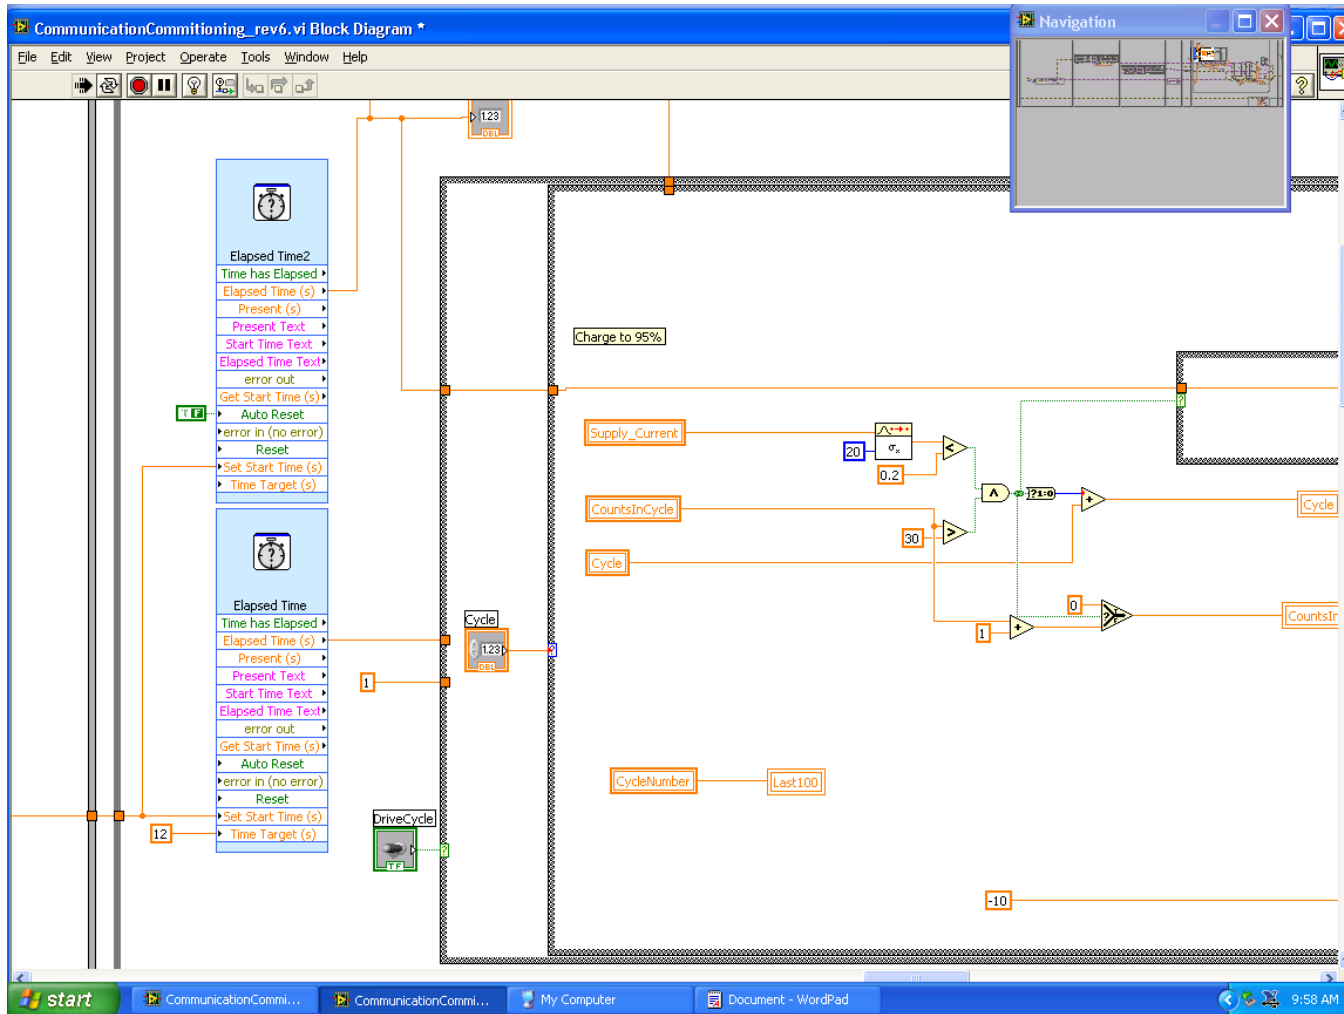 CommunicationCommitioning_rev6.vi Block Diagram *
Navigation
File Edit View Project Operate Tools Window Help
?
1.23
DBL
Elapsed Time2
Time has Elapsed
Elapsed Time (s)
Present (s)
Present Text
Start Time Text
Elapsed Time Text
error out
Get Start Time (s)
Auto Reset
error in (no error)
Reset
Set Start Time (s)
Time Target (s)
F
Charge to 95%
?
Supply_Current
σx
20
0.2
<
CountsInCycle
30
>
Λ
?1:0
+
Cycle
Cycle
0
1
+
?
CountsIn
Elapsed Time
Time has Elapsed
Elapsed Time (s)
Present (s)
Present Text
Start Time Text
Elapsed Time Text
error out
Get Start Time (s)
Auto Reset
error in (no error)
Reset
Set Start Time (s)
Time Target (s)
1
12
Cycle
1.23
DBL
?
DriveCycle
TF
?
CycleNumber
Last100
-10
start
CommunicationCommi...
CommunicationCommi...
My Computer
Document - WordPad
9:58 AM